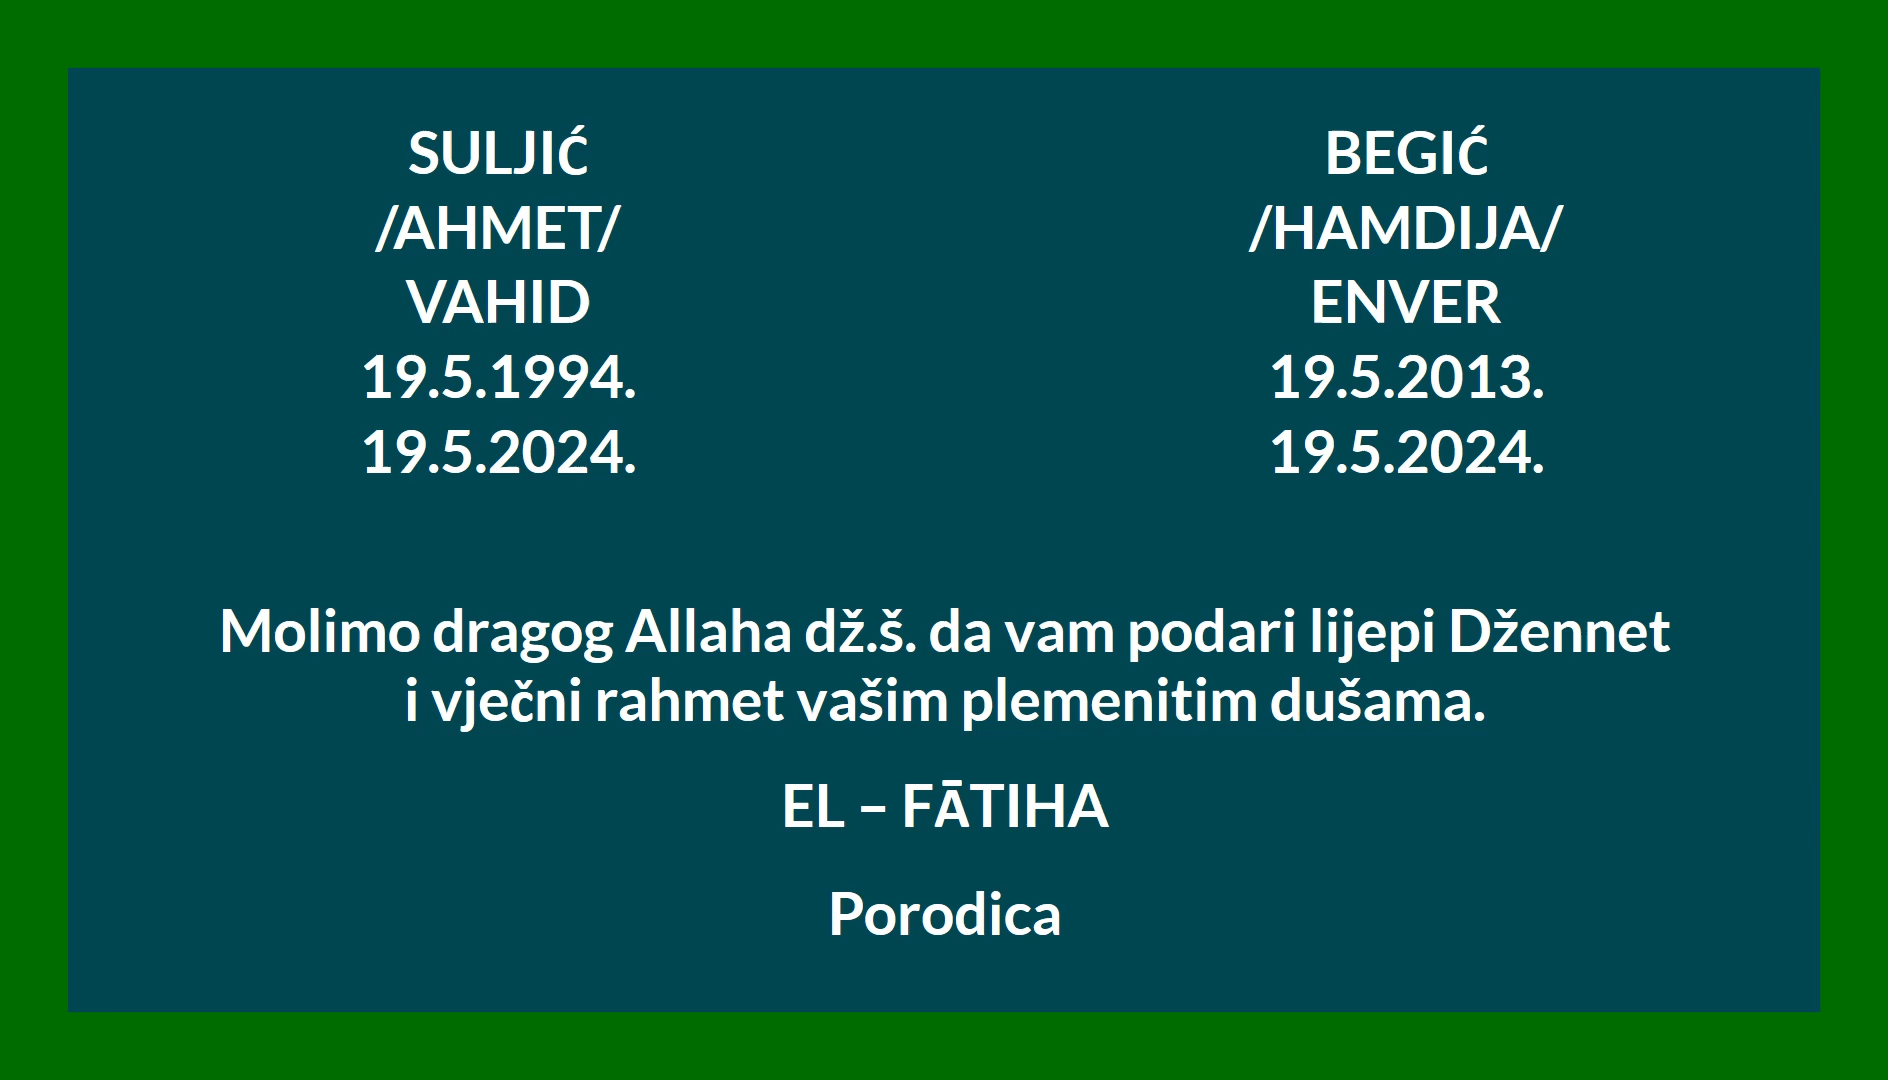 SULJIĆ
/AHMET/
VAHID
19.5.1994.
19.5.2024.
BEGIĆ
/HAMDIJA/
ENVER
19.5.2013.
19.5.2024.
Molimo dragog Allaha dž.š. da vam podari lijepi Džennet
i vječni rahmet vašim plemenitim dušama.
EL – FĀTIHA
Porodica